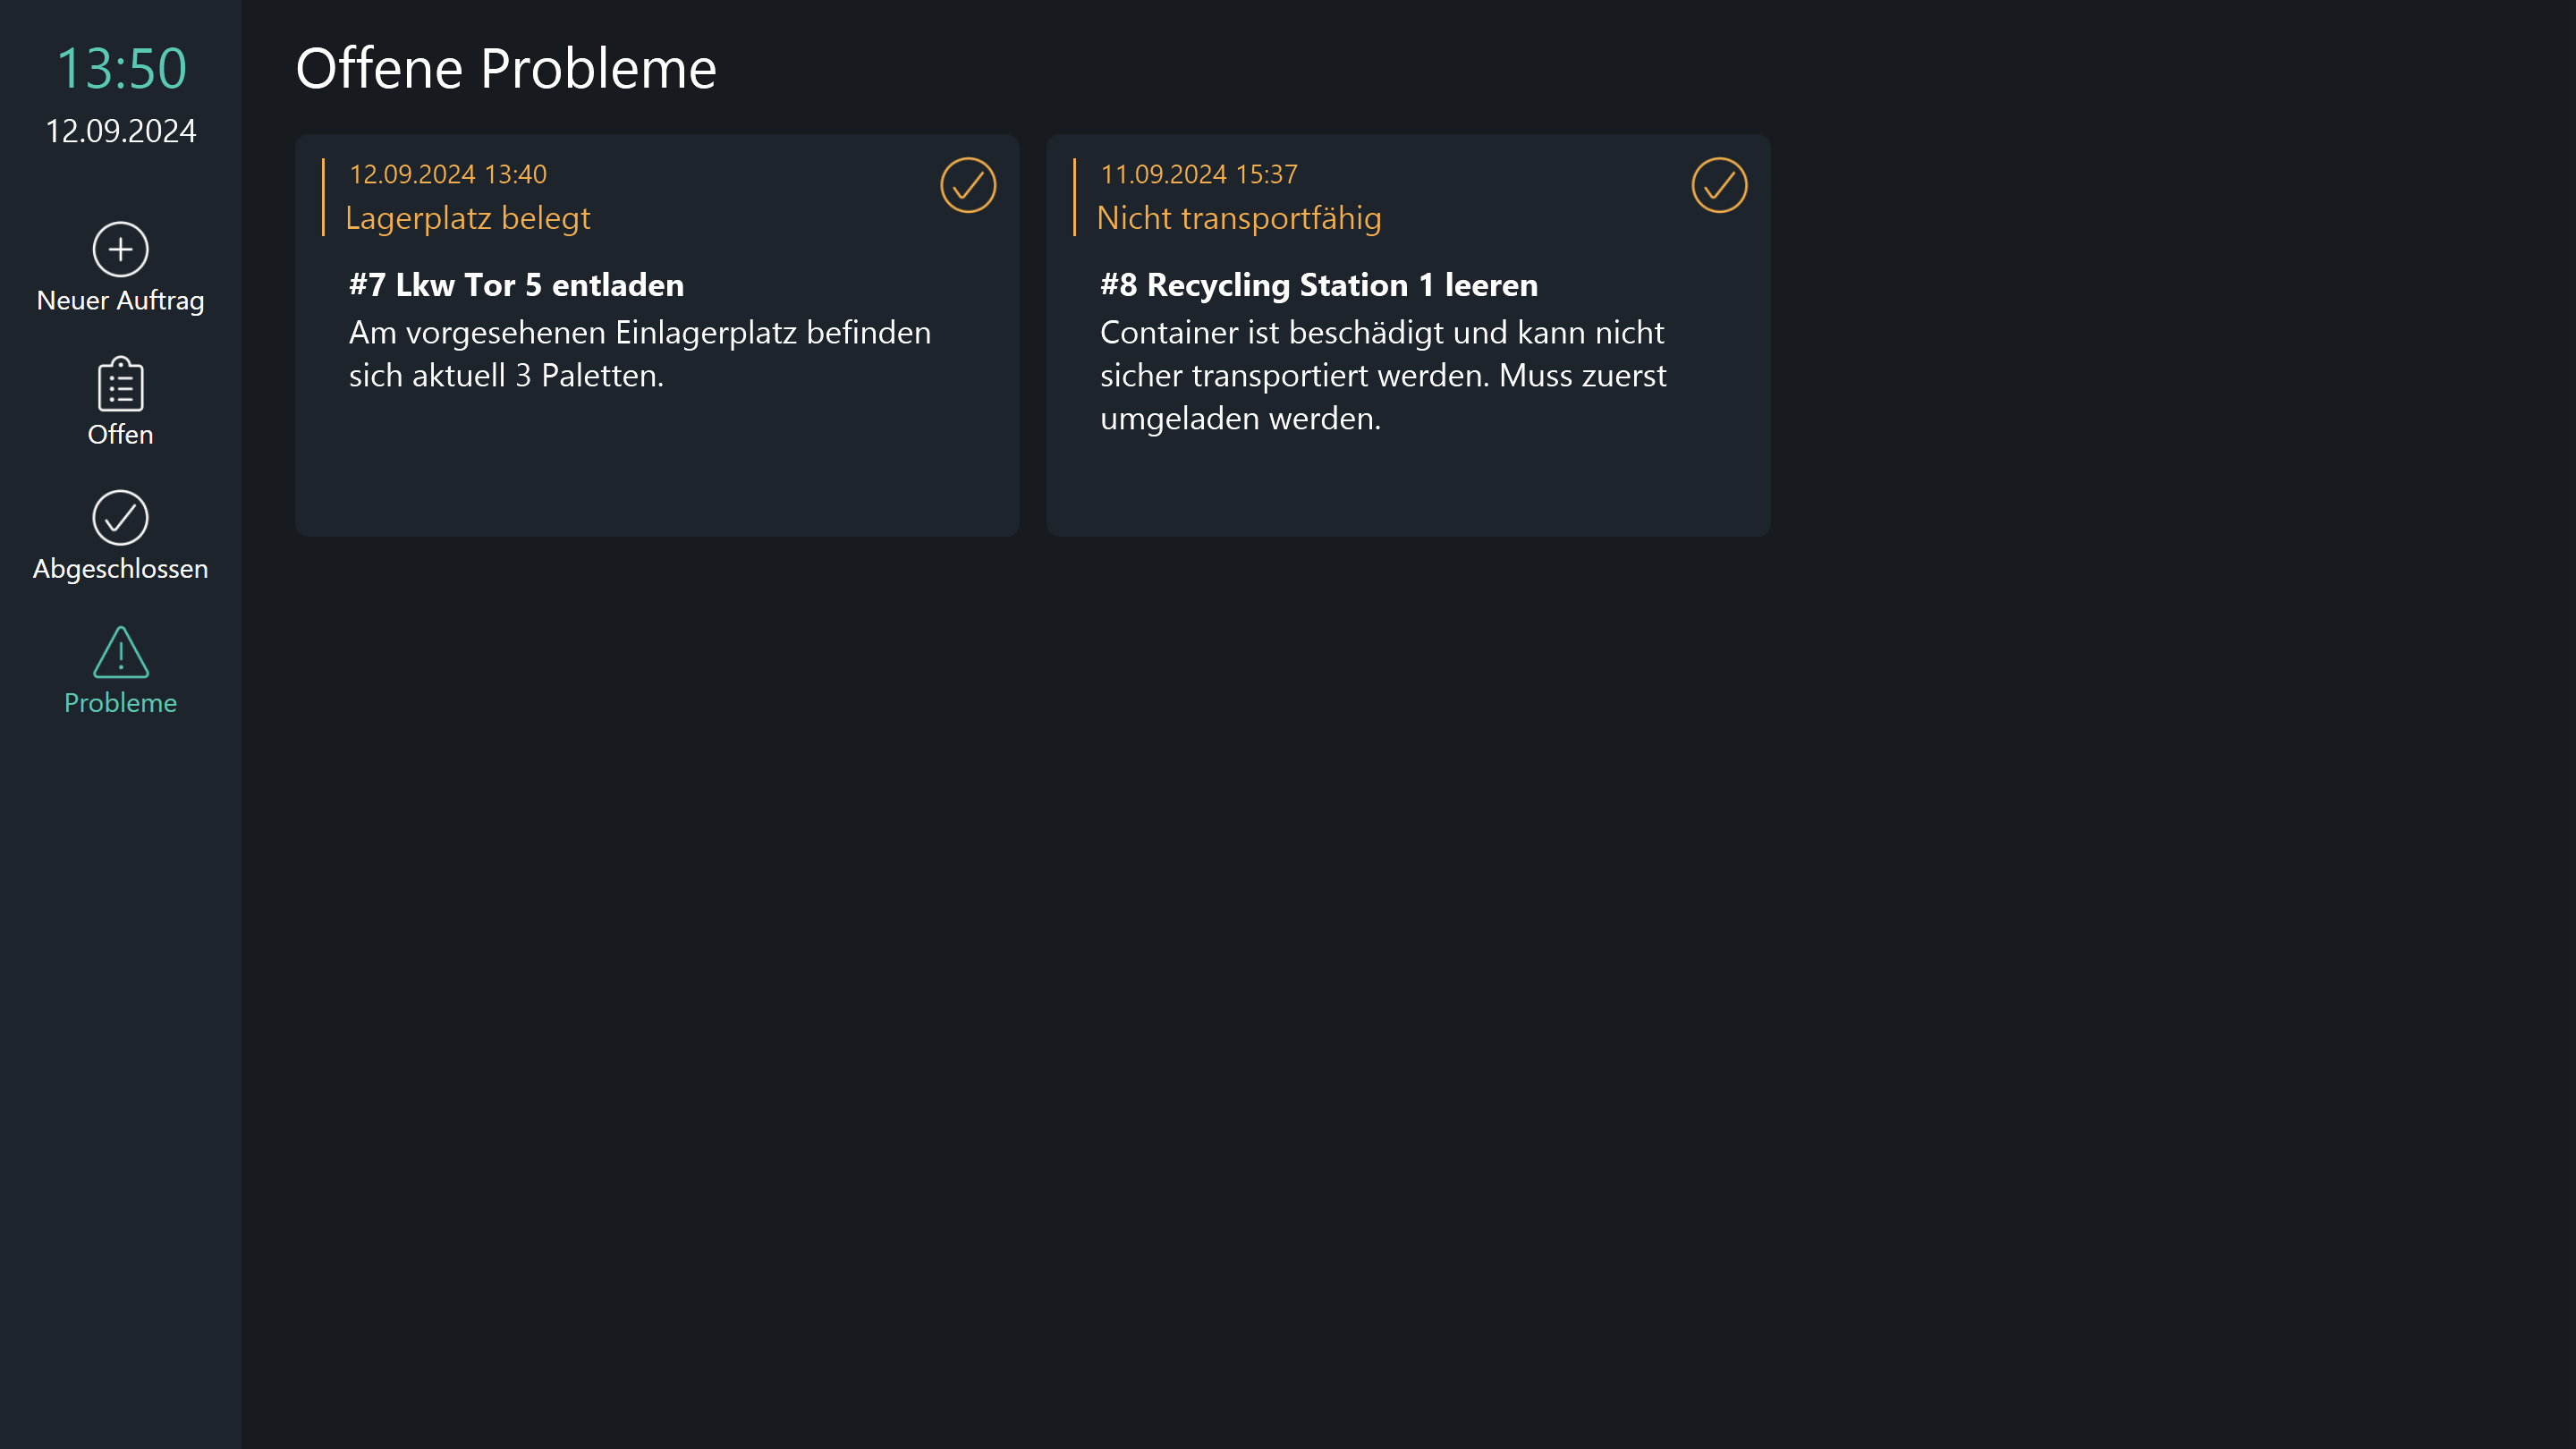 13:50
12.09.2024
Neuer Auftrag
Offen
Abgeschlossen
Probleme
Offene Probleme
12.09.2024 13:40
Lagerplatz belegt
#7 Lkw Tor 5 entladen
Am vorgesehenen Einlagerplatz befinden
sich aktuell 3 Paletten.
11.09.2024 15:37
Nicht transportfähig
#8 Recycling Station 1 leeren
Container ist beschädigt und kann nicht
sicher transportiert werden. Muss zuerst
umgeladen werden.